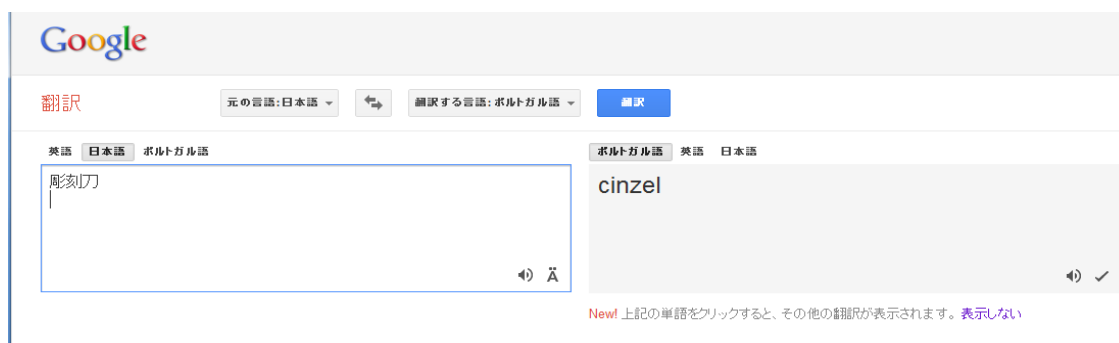 Google
翻訳 元の言語:日本語 翻訳する言語:ポルトガル語 翻訳
英語 日本語 ポルトガル語 ポルトガル語 英語 日本語
彫刻刀
cinzel
Ä
New! 上記の単語をクリックすると、その他の翻訳が表示されます。表示しない